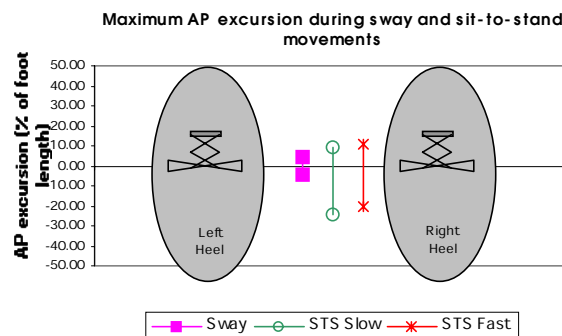 Maximum AP excursion during sway and sit-to-stand
movements
AP excursion (% of foot
length)
50.00
40.00
30.00
20.00
10.00
0.00
-10.00
-20.00
-30.00
-40.00
-50.00
Left
Heel
Right
Heel
Sway
STS Slow
STS Fast